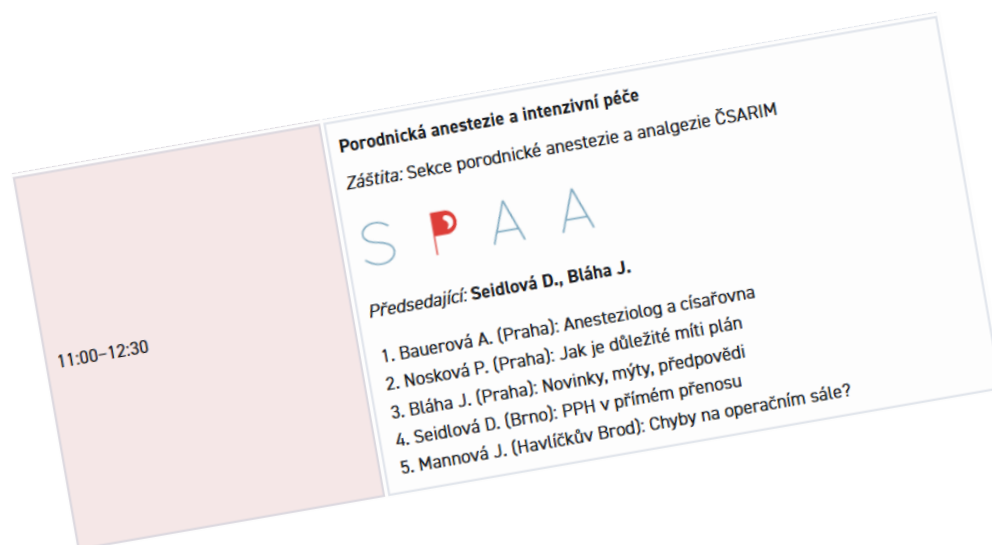 11:00–12:30
Porodnická anestezie a intenzivní péče
Záštita: Sekce porodnické anestezie a analgezie ČSARIM
S P A A
Předsedající: Seidlová D., Bláha J.
1. Bauerová A. (Praha): Anesteziolog a císařovna
2. Nosková P. (Praha): Jak je důležité míti plán
3. Bláha J. (Praha): Novinky, mýty, předpovědi
4. Seidlová D. (Brno): PPH v přímém přenosu
5. Mannová J. (Havlíčkův Brod): Chyby na operačním sále?